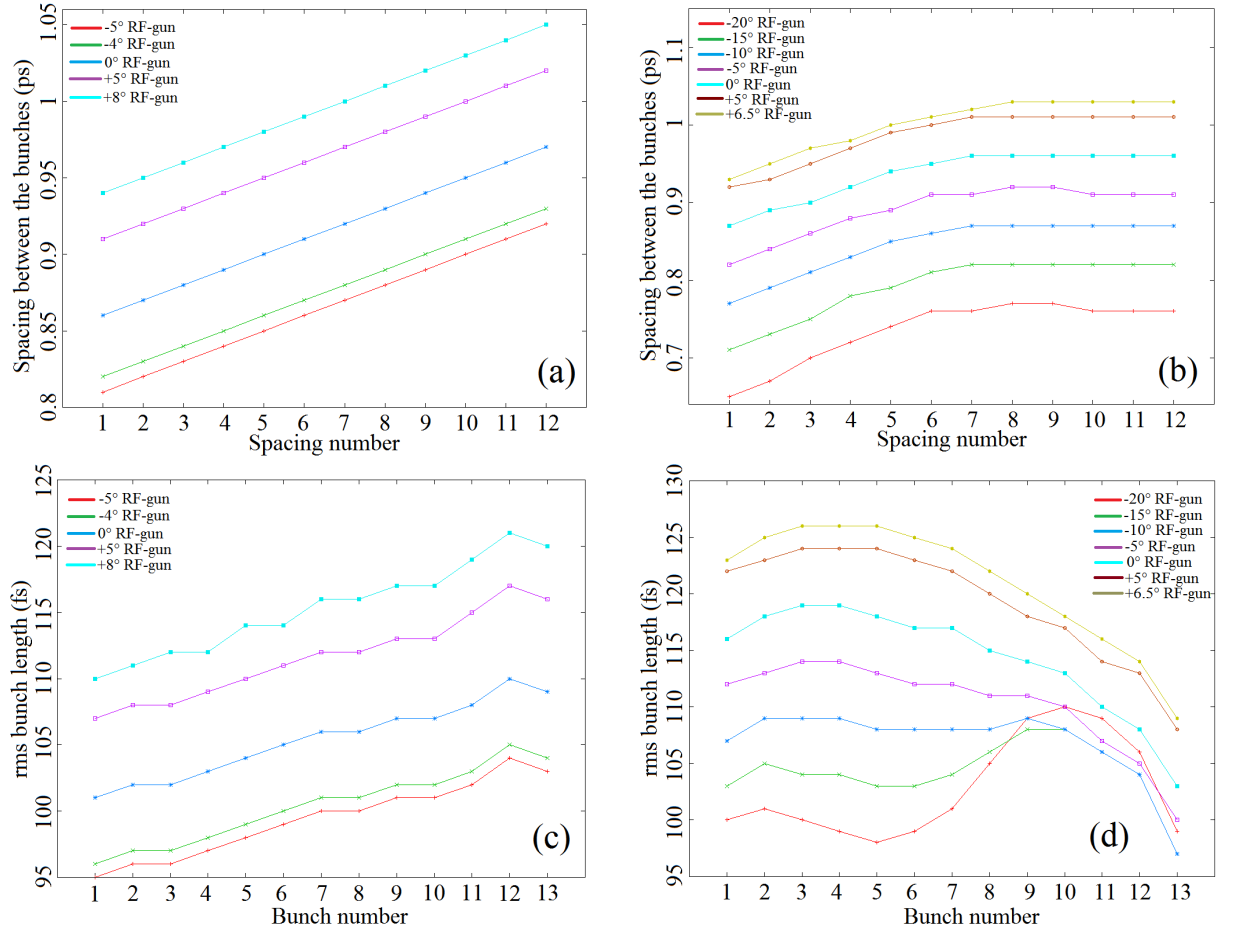 1.05
1
0.95
0.9
0.85
0.8
Spacing between the bunches (ps)
-5° RF-gun
-4° RF-gun
0° RF-gun
+5° RF-gun
+8° RF-gun
(a)
1 2 3 4 5 6 7 8 9 10 11 12
Spacing number
1.1
1
0.9
0.8
0.7
Spacing between the bunches (ps)
-20° RF-gun
-15° RF-gun
-10° RF-gun
-5° RF-gun
0° RF-gun
+5° RF-gun
+6.5° RF-gun
(b)
1 2 3 4 5 6 7 8 9 10 11 12
Spacing number
125
120
115
110
105
100
95
rms bunch length (fs)
-5° RF-gun
-4° RF-gun
0° RF-gun
+5° RF-gun
+8° RF-gun
(c)
1 2 3 4 5 6 7 8 9 10 11 12 13
Bunch number
130
125
120
115
110
105
100
95
rms bunch length (fs)
-20° RF-gun
-15° RF-gun
-10° RF-gun
-5° RF-gun
0° RF-gun
+5° RF-gun
+6.5° RF-gun
(d)
1 2 3 4 5 6 7 8 9 10 11 12 13
Bunch number